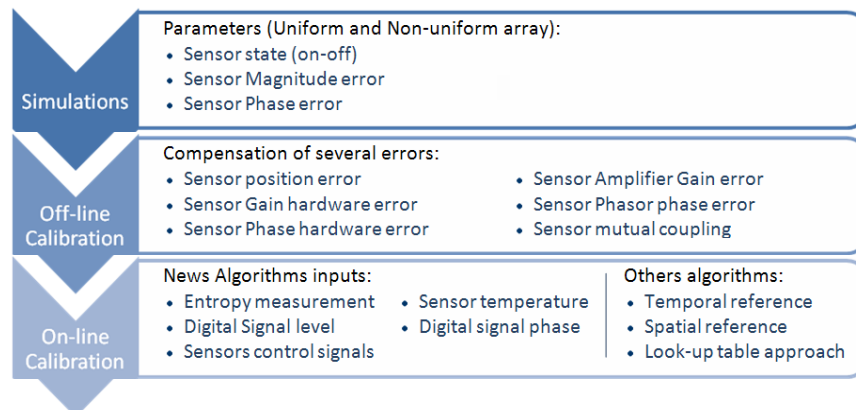 Simulations
Parameters (Uniform and Non-uniform array):
• Sensor state (on-off)
• Sensor Magnitude error
• Sensor Phase error
Off-line
Calibration
Compensation of several errors:
• Sensor position error
• Sensor Gain hardware error
• Sensor Phase hardware error
• Sensor Amplifier Gain error
• Sensor Phasor phase error
• Sensor mutual coupling
On-line
Calibration
News Algorithms inputs:
• Entropy measurement
• Digital Signal level
• Sensors control signals
• Sensor temperature
• Digital signal phase
Others algorithms:
• Temporal reference
• Spatial reference
• Look-up table approach